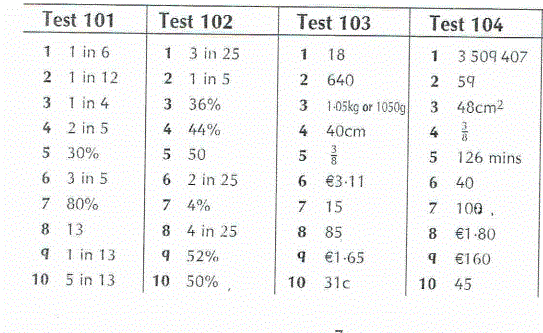 Test 101 Test 102 Test 103 Test 104
1 1 in 6 1 3 in 25 1 18 1 3 509 407
2 1 in 12 2 1 in 5 2 640 2 59
3 1 in 4 3 36% 3 1·05kg or 1050g 3 48cm²
4 2 in 5 4 44% 4 40cm 4 3/8
5 30% 5 50 5 3/8 5 126 mins
6 3 in 5 6 2 in 25 6 €3·11 6 40
7 80% 7 4% 7 15 7 100
8 13 8 4 in 25 8 85 8 €1·80
9 1 in 13 9 52% 9 €1·65 9 €160
10 5 in 13 10 50% 10 31c 10 45